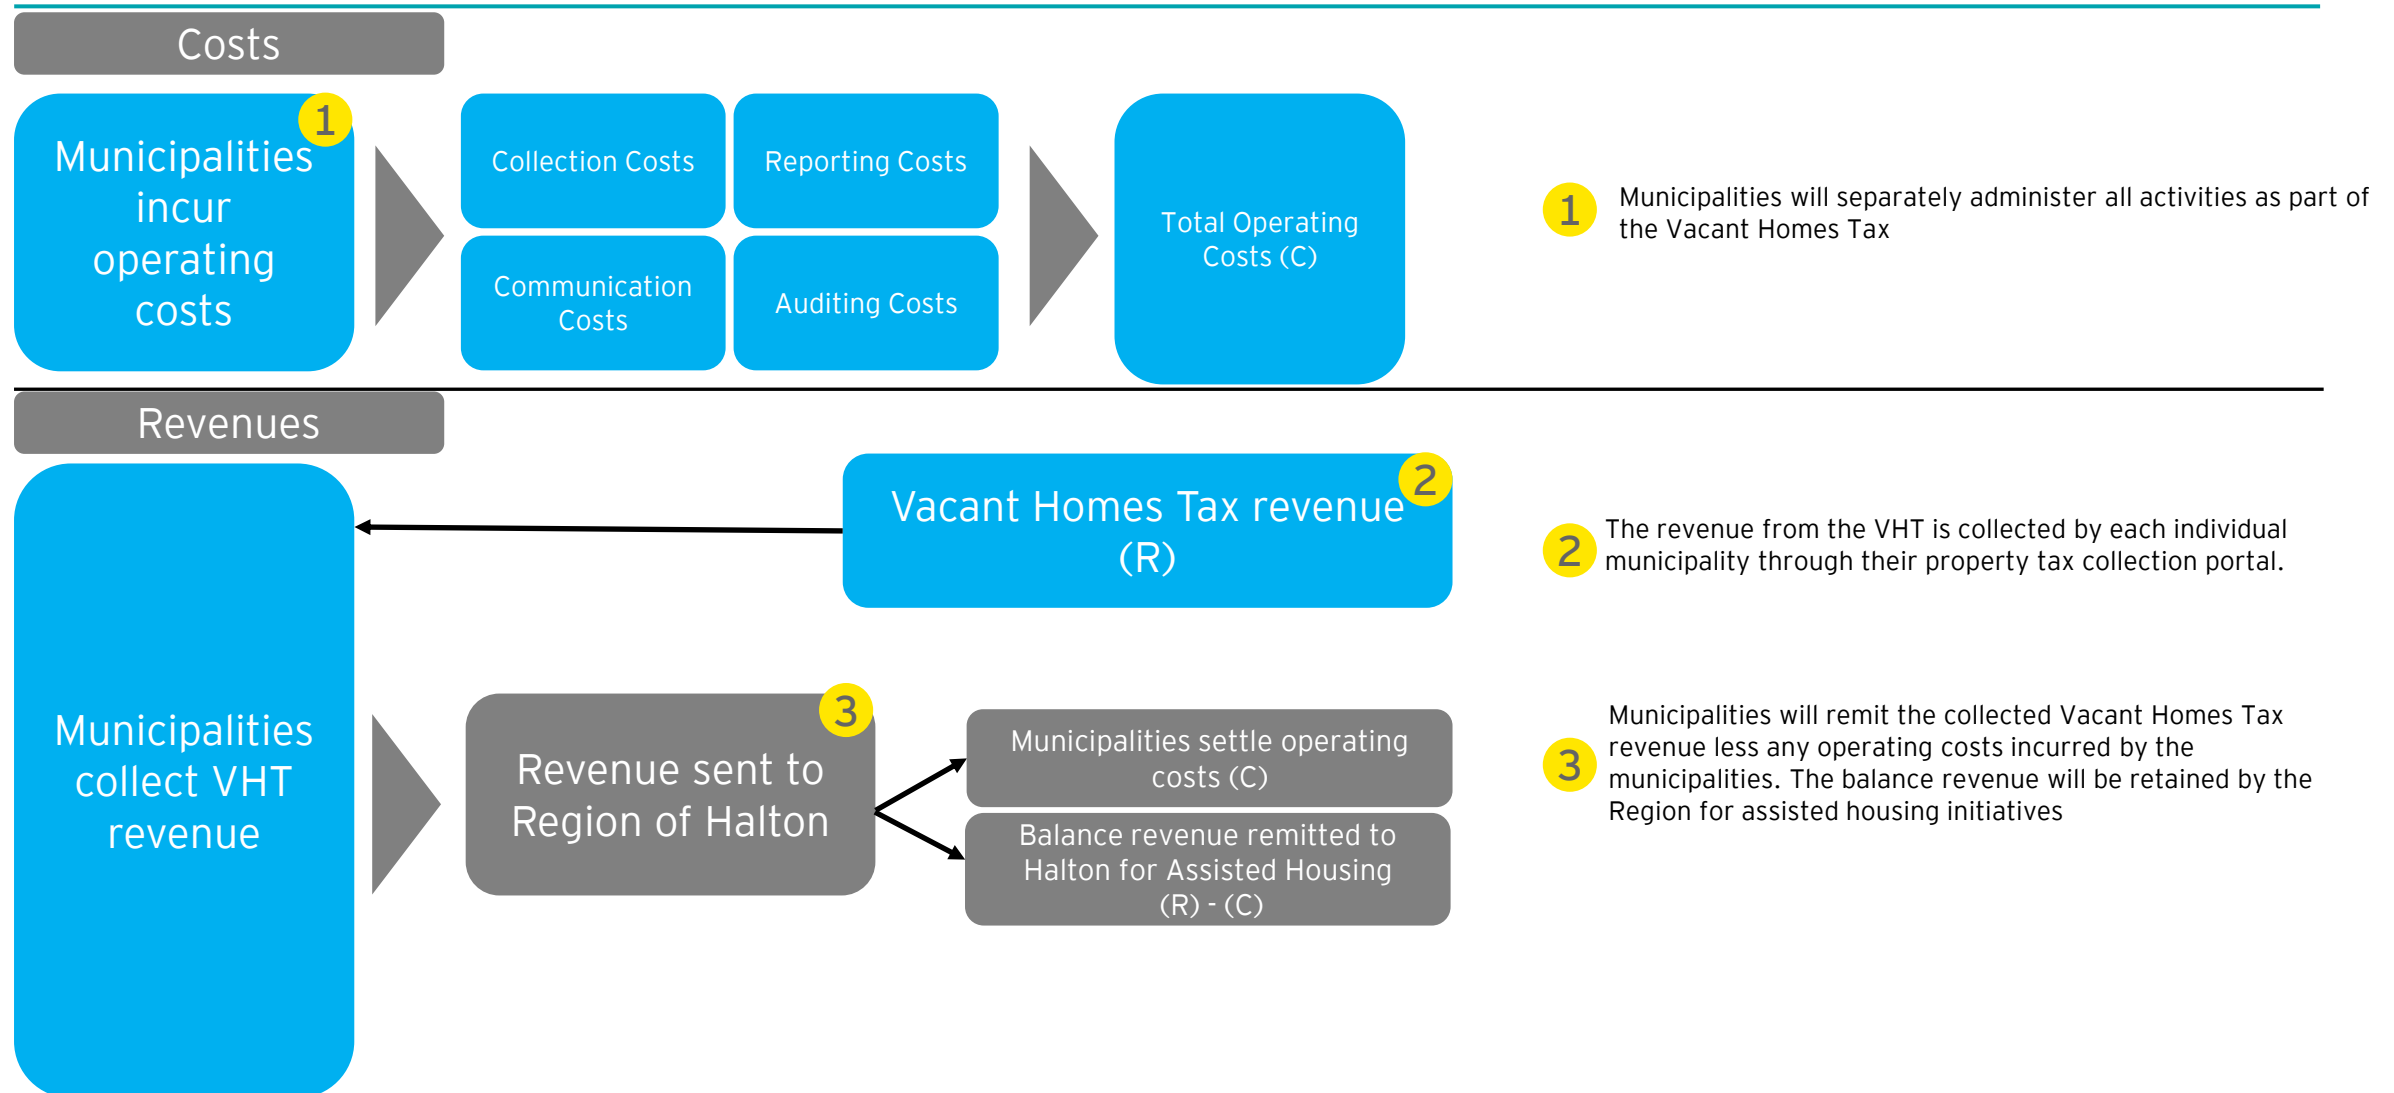 Costs
1
Municipalities
incur
operating
costs
Collection Costs
Reporting Costs
Communication
Costs
Auditing Costs
Total Operating
Costs (C)
1
Municipalities will separately administer all activities as part of
the Vacant Homes Tax
Revenues
Municipalities
collect VHT
revenue
2
Vacant Homes Tax revenue
(R)
2
The revenue from the VHT is collected by each individual
municipality through their property tax collection portal.
3
Revenue sent to
Region of Halton
Municipalities settle operating
costs (C)
Balance revenue remitted to
Halton for Assisted Housing
(R) - (C)
3
Municipalities will remit the collected Vacant Homes Tax
revenue less any operating costs incurred by the
municipalities. The balance revenue will be retained by the
Region for assisted housing initiatives